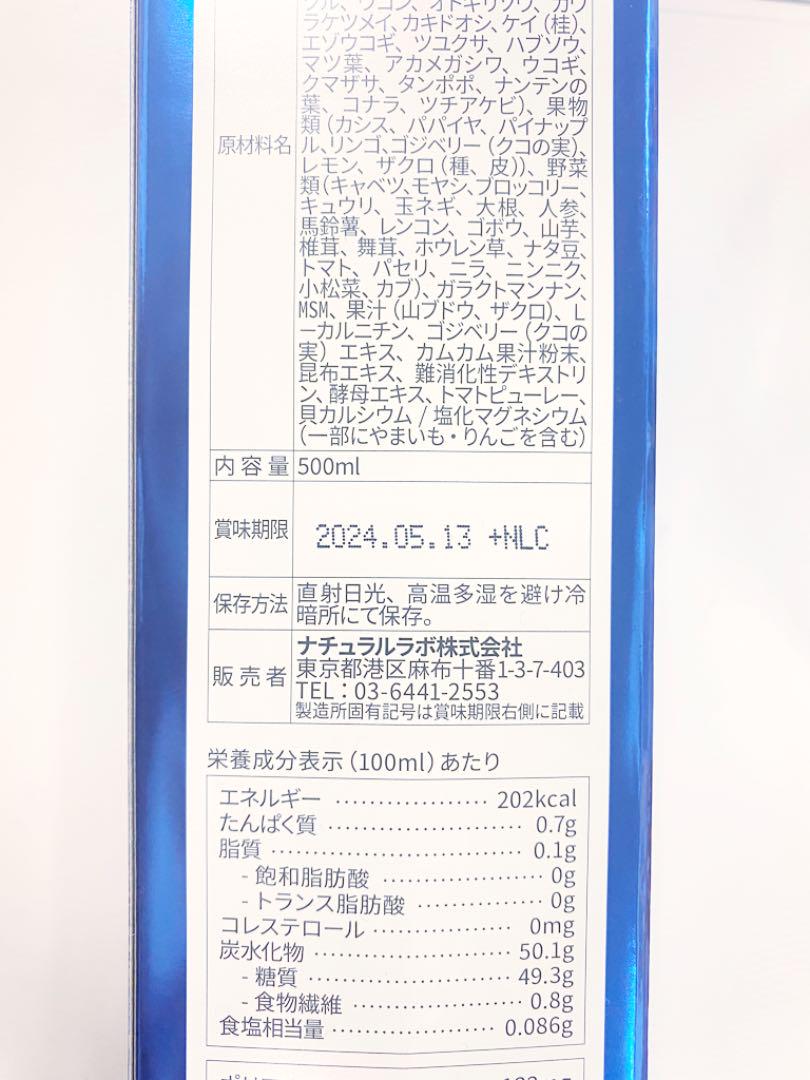 ウコン、オトギリソウ、カワ
ラケツメイ、カキドオシ、ケイ(桂)、
エゾウコギ、ツユクサ、ハブソウ、
マツ葉、アカメガシワ、ウコギ、
クマザサ、タンポポ、ナンテンの
葉、コナラ、ツチアケビ)、果物
類(カシス、パパイヤ、パイナップ
原材料名
ル、リンゴ、ゴジベリー(クコの実)、
レモン、ザクロ(種、皮))、野菜
類(キャベツ、モヤシ、ブロッコリー、
キュウリ、玉ネギ、大根、人参、
馬鈴薯、レンコン、ゴボウ、山芋、
椎茸、舞茸、ホウレン草、ナタ豆、
トマト、パセリ、ニラ、ニンニク、
小松菜、カブ)、ガラクトマンナン、
MSM、果汁(山ブドウ、ザクロ)、L
ーカルニチン、ゴジベリー(クコの
実)エキス、カムカム果汁粉末、
昆布エキス、難消化性デキストリ
ン、酵母エキス、トマトピューレー、
貝カルシウム / 塩化マグネシウム
(一部にやまいも・りんごを含む)
内容量 500ml
賞味期限 2024.05.13 +NLC
保存方法 直射日光、高温多湿を避け冷
暗所にて保存。
販売者 ナチュラルラボ株式会社
東京都港区麻布十番1-3-7-403
TEL：03-6441-2553
製造所固有記号は賞味期限右側に記載
栄養成分表示(100ml)あたり
エネルギー ………………… 202kcal
たんぱく質 ………………… 0.7g
脂質 ………………… 0.1g
- 飽和脂肪酸 ………………… 0g
- トランス脂肪酸 ………………… 0g
コレステロール ………………… 0mg
炭水化物 ………………… 50.1g
- 糖質 ………………… 49.3g
- 食物繊維 ………………… 0.8g
食塩相当量 ………………… 0.086g